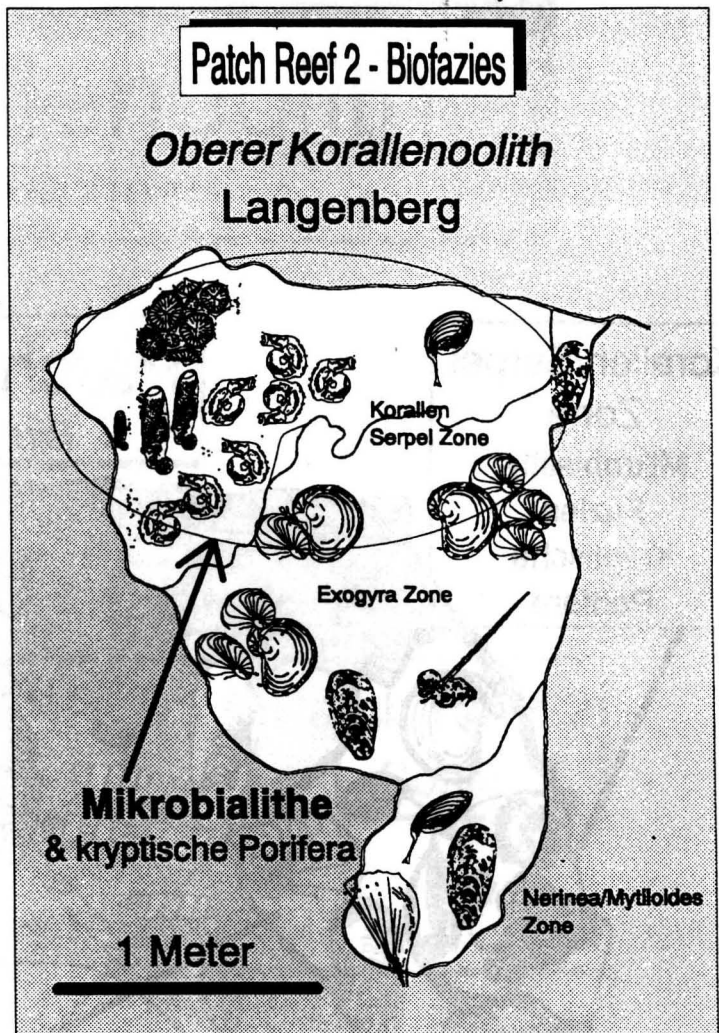 Patch Reef 2 - Biofazies
Oberer Korallenoolith
Langenberg
Korallen
Serpel Zone
Exogyra Zone
Mikrobialithe
& kryptische Porifera
Nerinea/Mytiloides
Zone
1 Meter